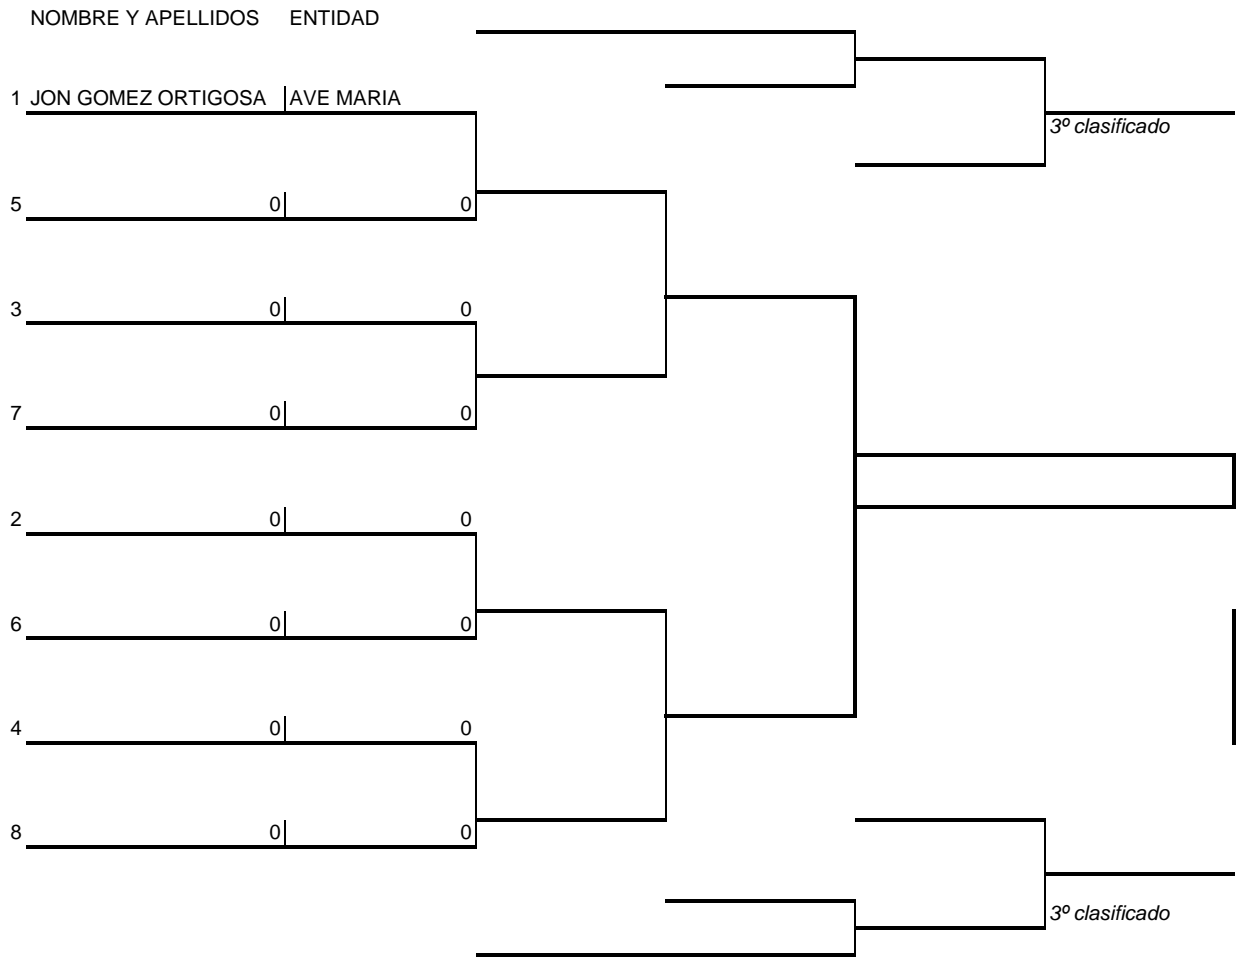 NOMBRE Y APELLIDOS ENTIDAD
1 JON GOMEZ ORTIGOSA AVE MARIA
3º clasificado
5 0 0
3 0 0
7 0 0
2 0 0
6 0 0
4 0 0
8 0 0
3º clasificado